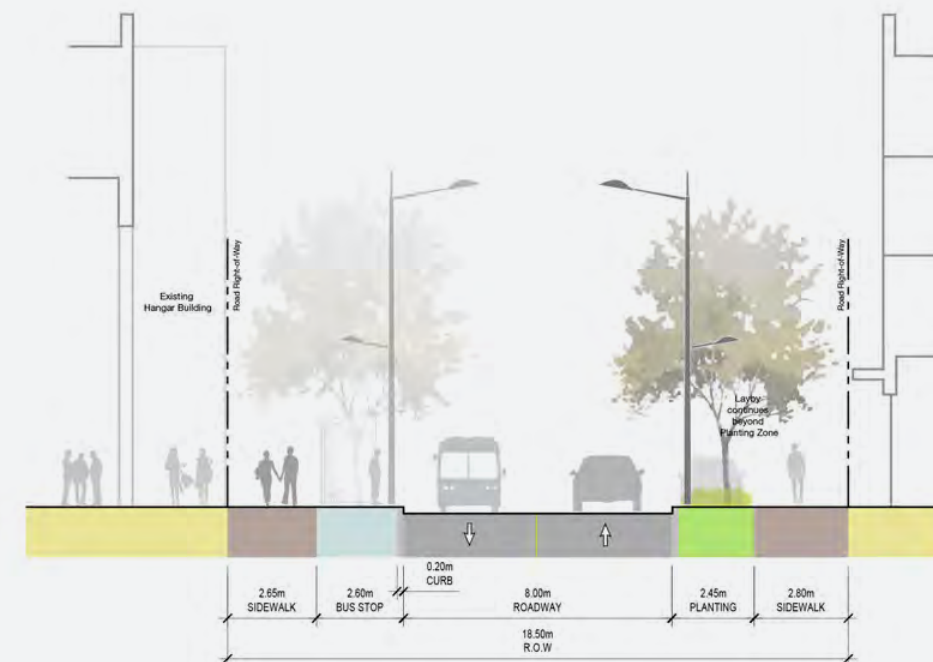 Existing
Hangar Building
Road Right-of-Way
Road Right-of-Way
Layby
continues
beyond
Planting Zone
0.20m
CURB
2.65m
SIDEWALK
2.60m
BUS STOP
8.00m
ROADWAY
2.45m
PLANTING
2.80m
SIDEWALK
18.50m
R.O.W